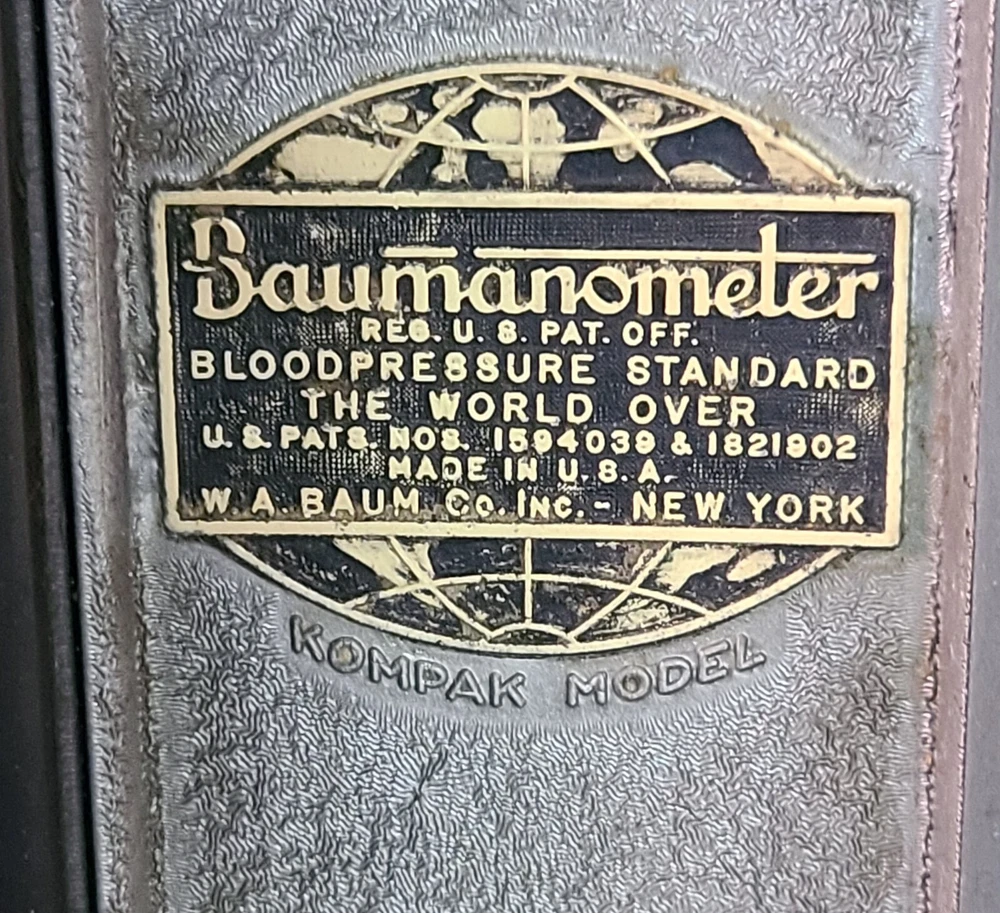 Baumanometer
REG. U. S. PAT. OFF.
BLOODPRESSURE STANDARD
THE WORLD OVER
U. S. PATS. NOS. 1594039 & 1821902
MADE IN U. S. A.
W. A. BAUM Co. INC. - NEW YORK
KOMPAK MODEL